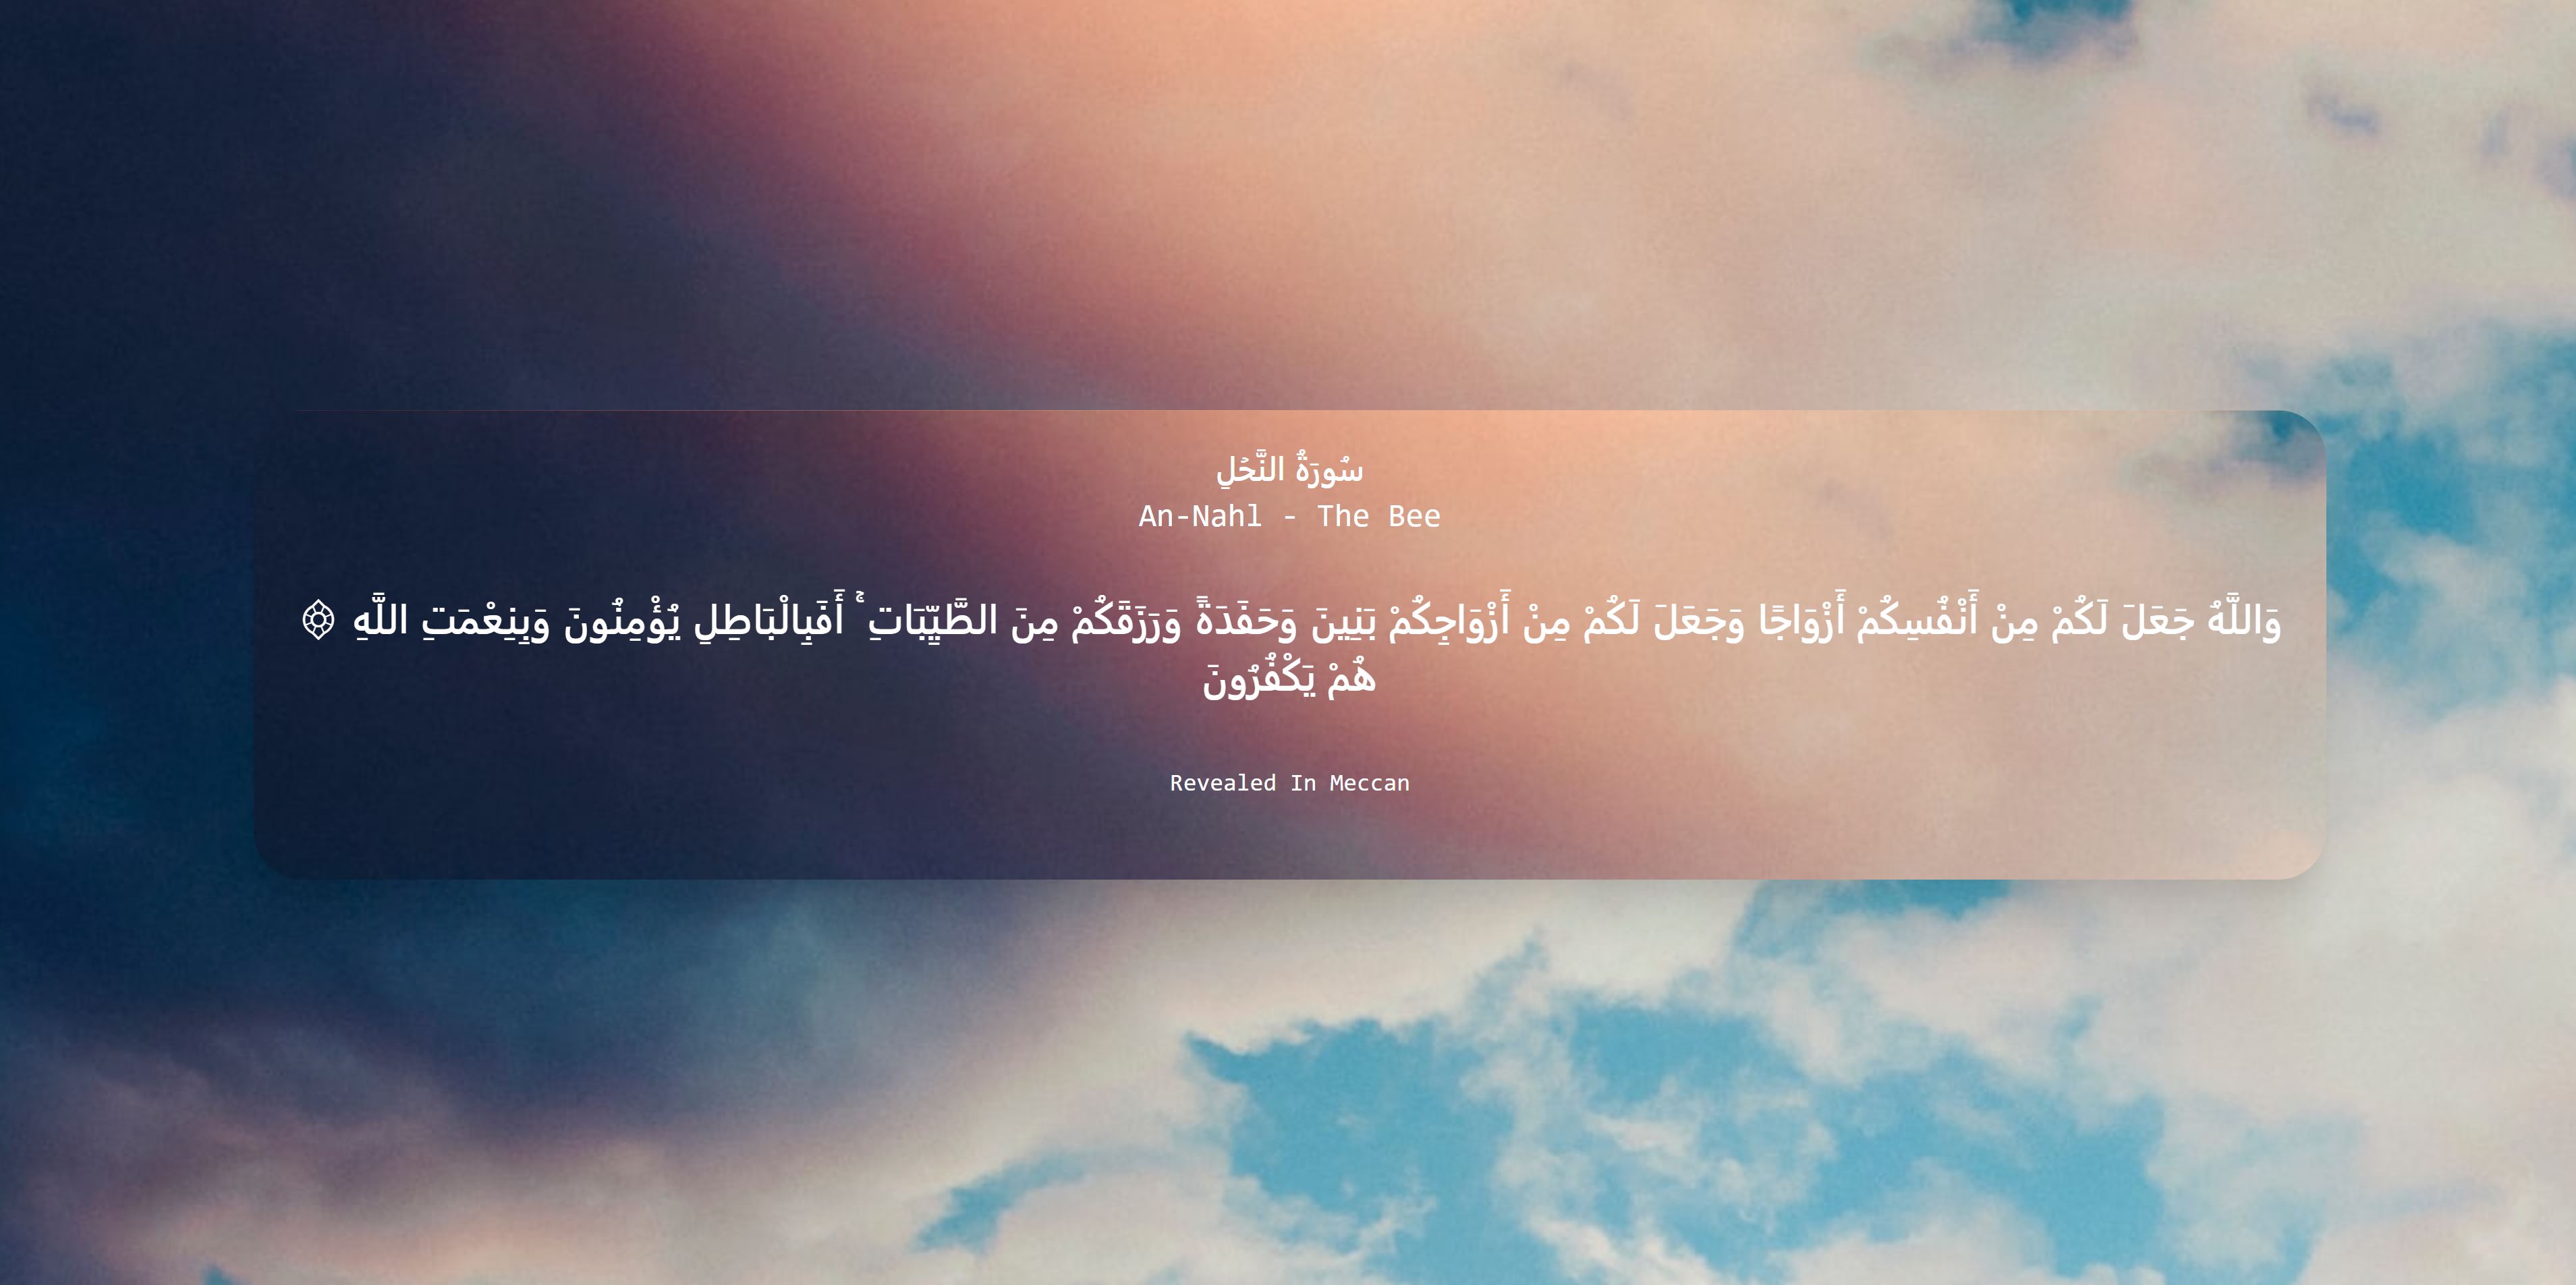 سُورَةُ النَّحۡلِ
An-Nahl - The Bee
وَاللَّهُ جَعَلَ لَكُمْ مِنْ أَنْفُسِكُمْ أَزْوَاجًا وَجَعَلَ لَكُمْ مِنْ أَزْوَاجِكُمْ بَنِينَ وَحَفَدَةً وَرَزَقَكُمْ مِنَ الطَّيِّبَاتِ ۚ أَفَبِالْبَاطِلِ يُؤْمِنُونَ وَبِنِعْمَتِ اللَّهِ
هُمْ يَكْفُرُونَ
Revealed In Meccan